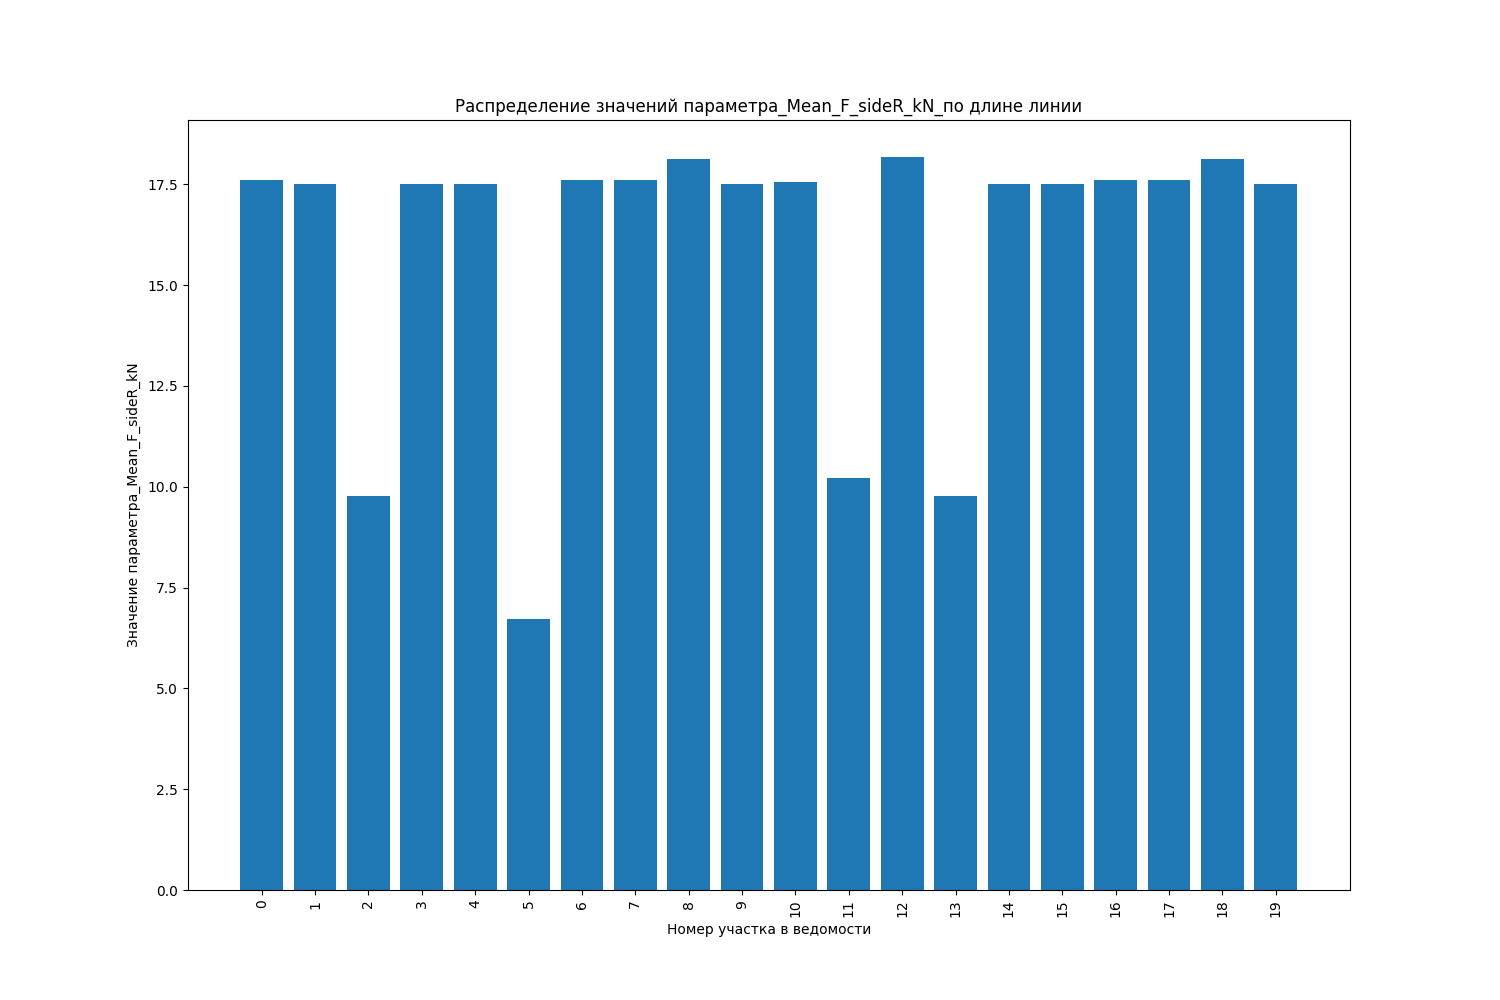 Распределение значений параметра_Mean_F_sideR_kN_по длине линии
Значение параметра_Mean_F_sideR_kN
17.5
15.0
12.5
10.0
7.5
5.0
2.5
0.0
0 1 2 3 4 5 6 7 8 9 10 11 12 13 14 15 16 17 18 19
Номер участка в ведомости